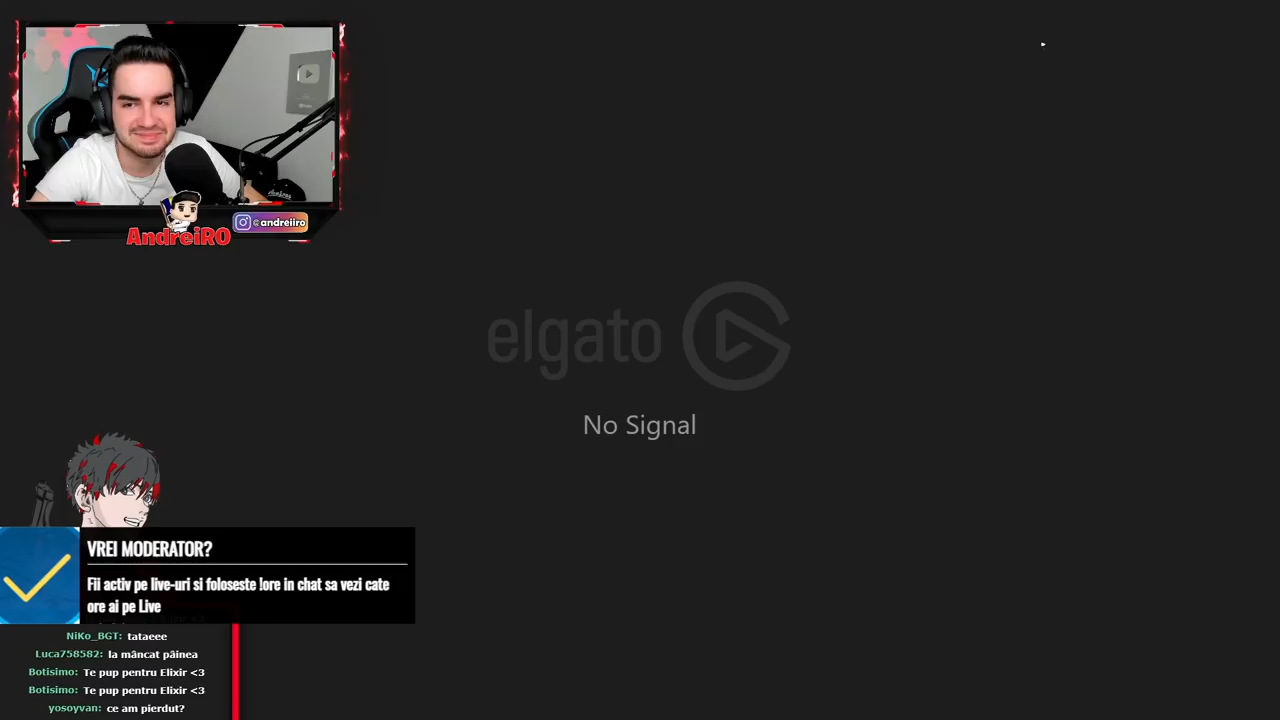 AndreiRO
@andreiiro
elgato
No Signal
VREI MODERATOR?
Fii activ pe live-uri si foloseste !ore in chat sa vezi cate
ore ai pe Live
NiKo_BGT: tataeee
Luca758582: la mâncat pâinea
Botisimo: Te pup pentru Elixir <3
Botisimo: Te pup pentru Elixir <3
yosoyvan: ce am pierdut?